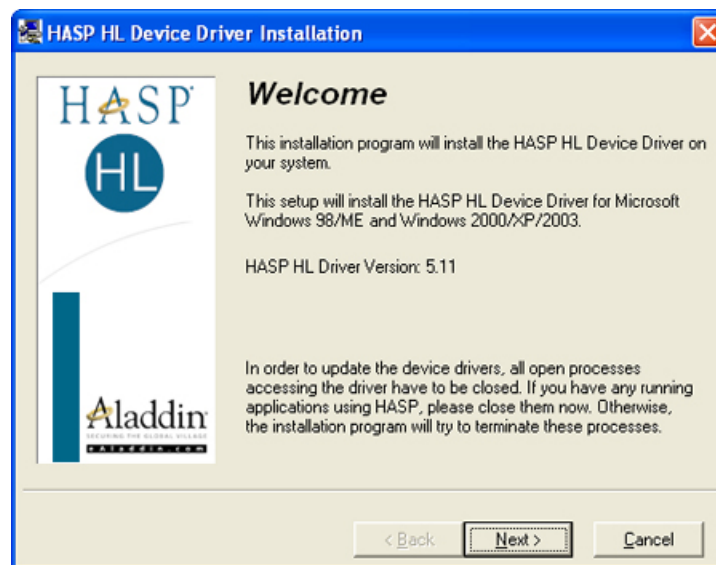 HASP HL Device Driver Installation
HASP
HL
Aladdin
SECURING THE GLOBAL VILLAGE
eAladdin.com
Welcome
This installation program will install the HASP HL Device Driver on
your system.
This setup will install the HASP HL Device Driver for Microsoft
Windows 98/ME and Windows 2000/XP/2003.
HASP HL Driver Version: 5.11
In order to update the device drivers, all open processes
accessing the driver have to be closed. If you have any running
applications using HASP, please close them now. Otherwise,
the installation program will try to terminate these processes.
< Back
Next >
Cancel